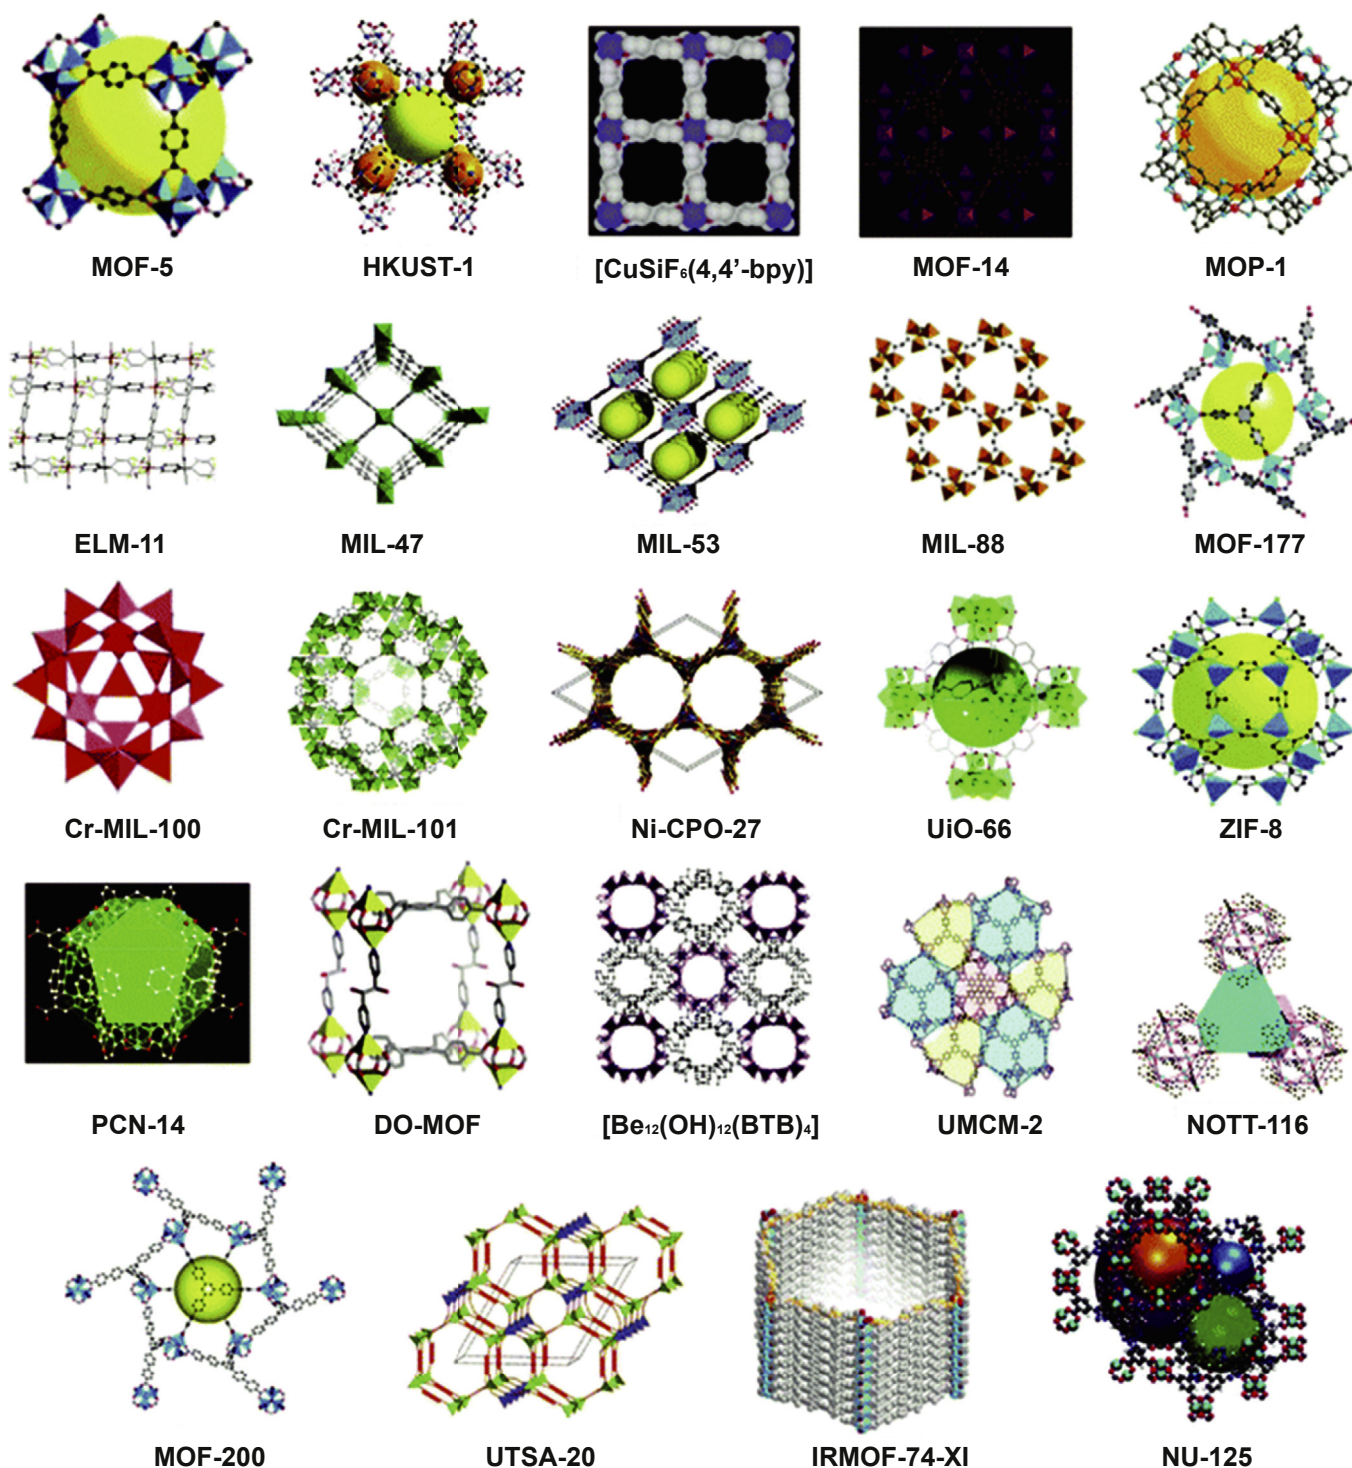 MOF-5
HKUST-1
[CuSiF₆(4,4’-bpy)]
MOF-14
MOP-1
ELM-11
MIL-47
MIL-53
MIL-88
MOF-177
Cr-MIL-100
Cr-MIL-101
Ni-CPO-27
UiO-66
ZIF-8
PCN-14
DO-MOF
[Be₁₂(OH)₁₂(BTB)₄]
UMCM-2
NOTT-116
MOF-200
UTSA-20
IRMOF-74-XI
NU-125